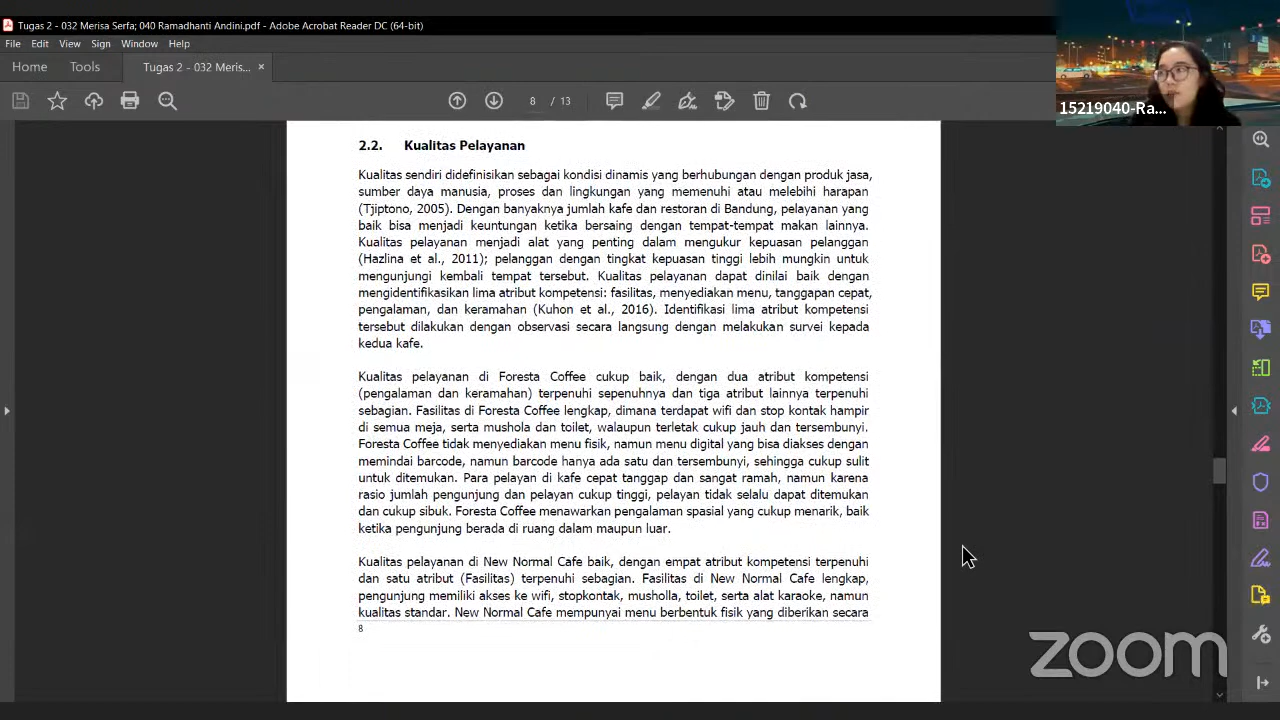 Tugas 2 - 032 Merisa Serfa; 040 Ramadhanti Andini.pdf - Adobe Acrobat Reader DC (64-bit)
File Edit View Sign Window Help
Home Tools Tugas 2 - 032 Meris... ×
8 / 13
15219040-Ra...
2.2. Kualitas Pelayanan
Kualitas sendiri didefinisikan sebagai kondisi dinamis yang berhubungan dengan produk jasa,
sumber daya manusia, proses dan lingkungan yang memenuhi atau melebihi harapan
(Tjiptono, 2005). Dengan banyaknya jumlah kafe dan restoran di Bandung, pelayanan yang
baik bisa menjadi keuntungan ketika bersaing dengan tempat-tempat makan lainnya.
Kualitas pelayanan menjadi alat yang penting dalam mengukur kepuasan pelanggan
(Hazlina et al., 2011); pelanggan dengan tingkat kepuasan tinggi lebih mungkin untuk
mengunjungi kembali tempat tersebut. Kualitas pelayanan dapat dinilai baik dengan
mengidentifikasikan lima atribut kompetensi: fasilitas, menyediakan menu, tanggapan cepat,
pengalaman, dan keramahan (Kuhon et al., 2016). Identifikasi lima atribut kompetensi
tersebut dilakukan dengan observasi secara langsung dengan melakukan survei kepada
kedua kafe.
Kualitas pelayanan di Foresta Coffee cukup baik, dengan dua atribut kompetensi
(pengalaman dan keramahan) terpenuhi sepenuhnya dan tiga atribut lainnya terpenuhi
sebagian. Fasilitas di Foresta Coffee lengkap, dimana terdapat wifi dan stop kontak hampir
di semua meja, serta mushola dan toilet, walaupun terletak cukup jauh dan tersembunyi.
Foresta Coffee tidak menyediakan menu fisik, namun menu digital yang bisa diakses dengan
memindai barcode, namun barcode hanya ada satu dan tersembunyi, sehingga cukup sulit
untuk ditemukan. Para pelayan di kafe cepat tanggap dan sangat ramah, namun karena
rasio jumlah pengunjung dan pelayan cukup tinggi, pelayan tidak selalu dapat ditemukan
dan cukup sibuk. Foresta Coffee menawarkan pengalaman spasial yang cukup menarik, baik
ketika pengunjung berada di ruang dalam maupun luar.
Kualitas pelayanan di New Normal Cafe baik, dengan empat atribut kompetensi terpenuhi
dan satu atribut (Fasilitas) terpenuhi sebagian. Fasilitas di New Normal Cafe lengkap,
pengunjung memiliki akses ke wifi, stopkontak, musholla, toilet, serta alat karaoke, namun
kualitas standar. New Normal Cafe mempunyai menu berbentuk fisik yang diberikan secara
8
zoom